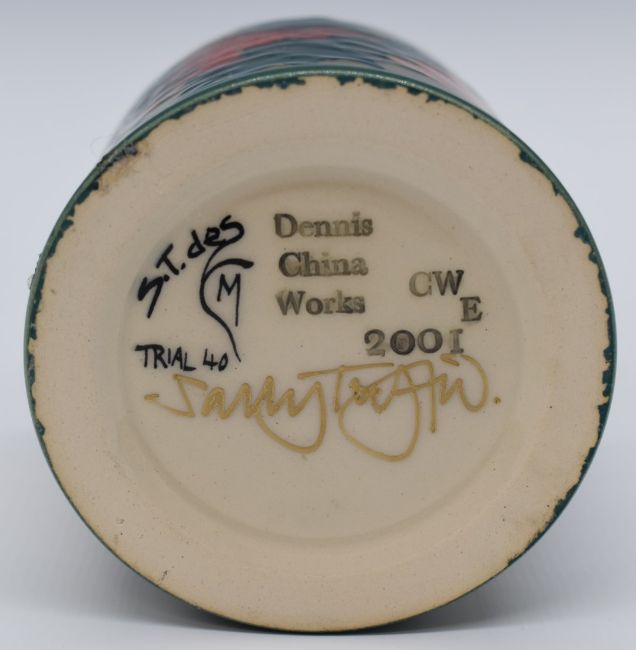 S.T. des
M
TRIAL 40
Dennis
China
Works
CW
E
2001
Sally Tuffin.